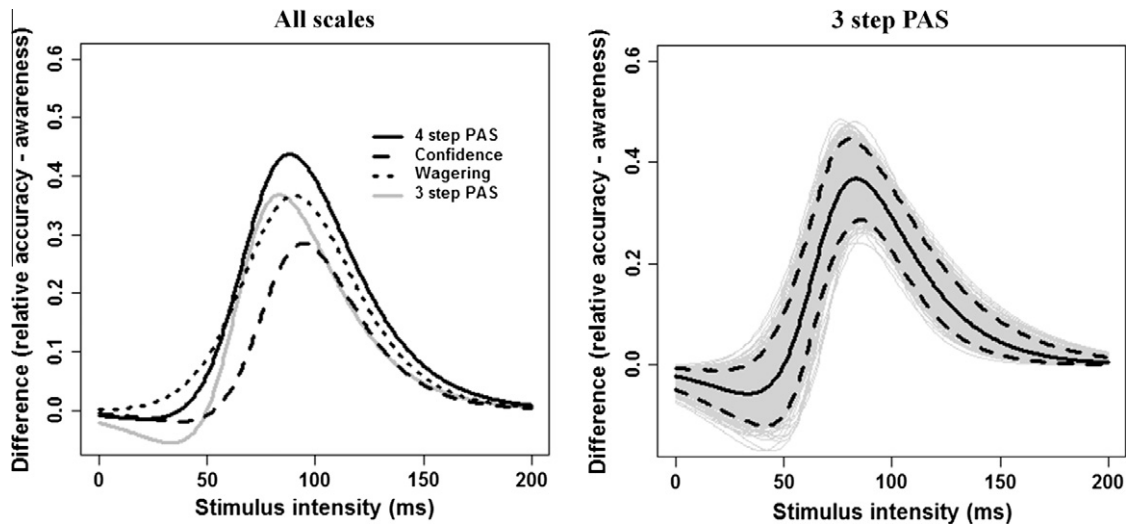 All scales
Difference (relative accuracy - awareness)
0.6
0.5
0.4
0.3
0.2
0.1
0.0
4 step PAS
Confidence
Wagering
3 step PAS
0 50 100 150 200
Stimulus intensity (ms)
3 step PAS
Difference (relative accuracy - awareness)
0.6
0.4
0.2
0.0
0 50 100 150 200
Stimulus intensity (ms)